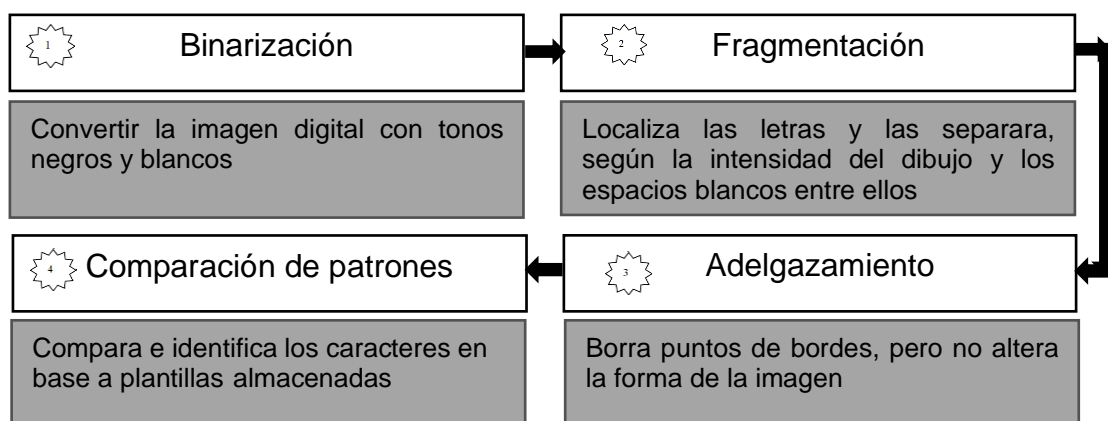 1 Binarización
Convertir la imagen digital con tonos
negros y blancos
2 Fragmentación
Localiza las letras y las separara,
según la intensidad del dibujo y los
espacios blancos entre ellos
3 Adelgazamiento
Borra puntos de bordes, pero no altera
la forma de la imagen
4 Comparación de patrones
Compara e identifica los caracteres en
base a plantillas almacenadas